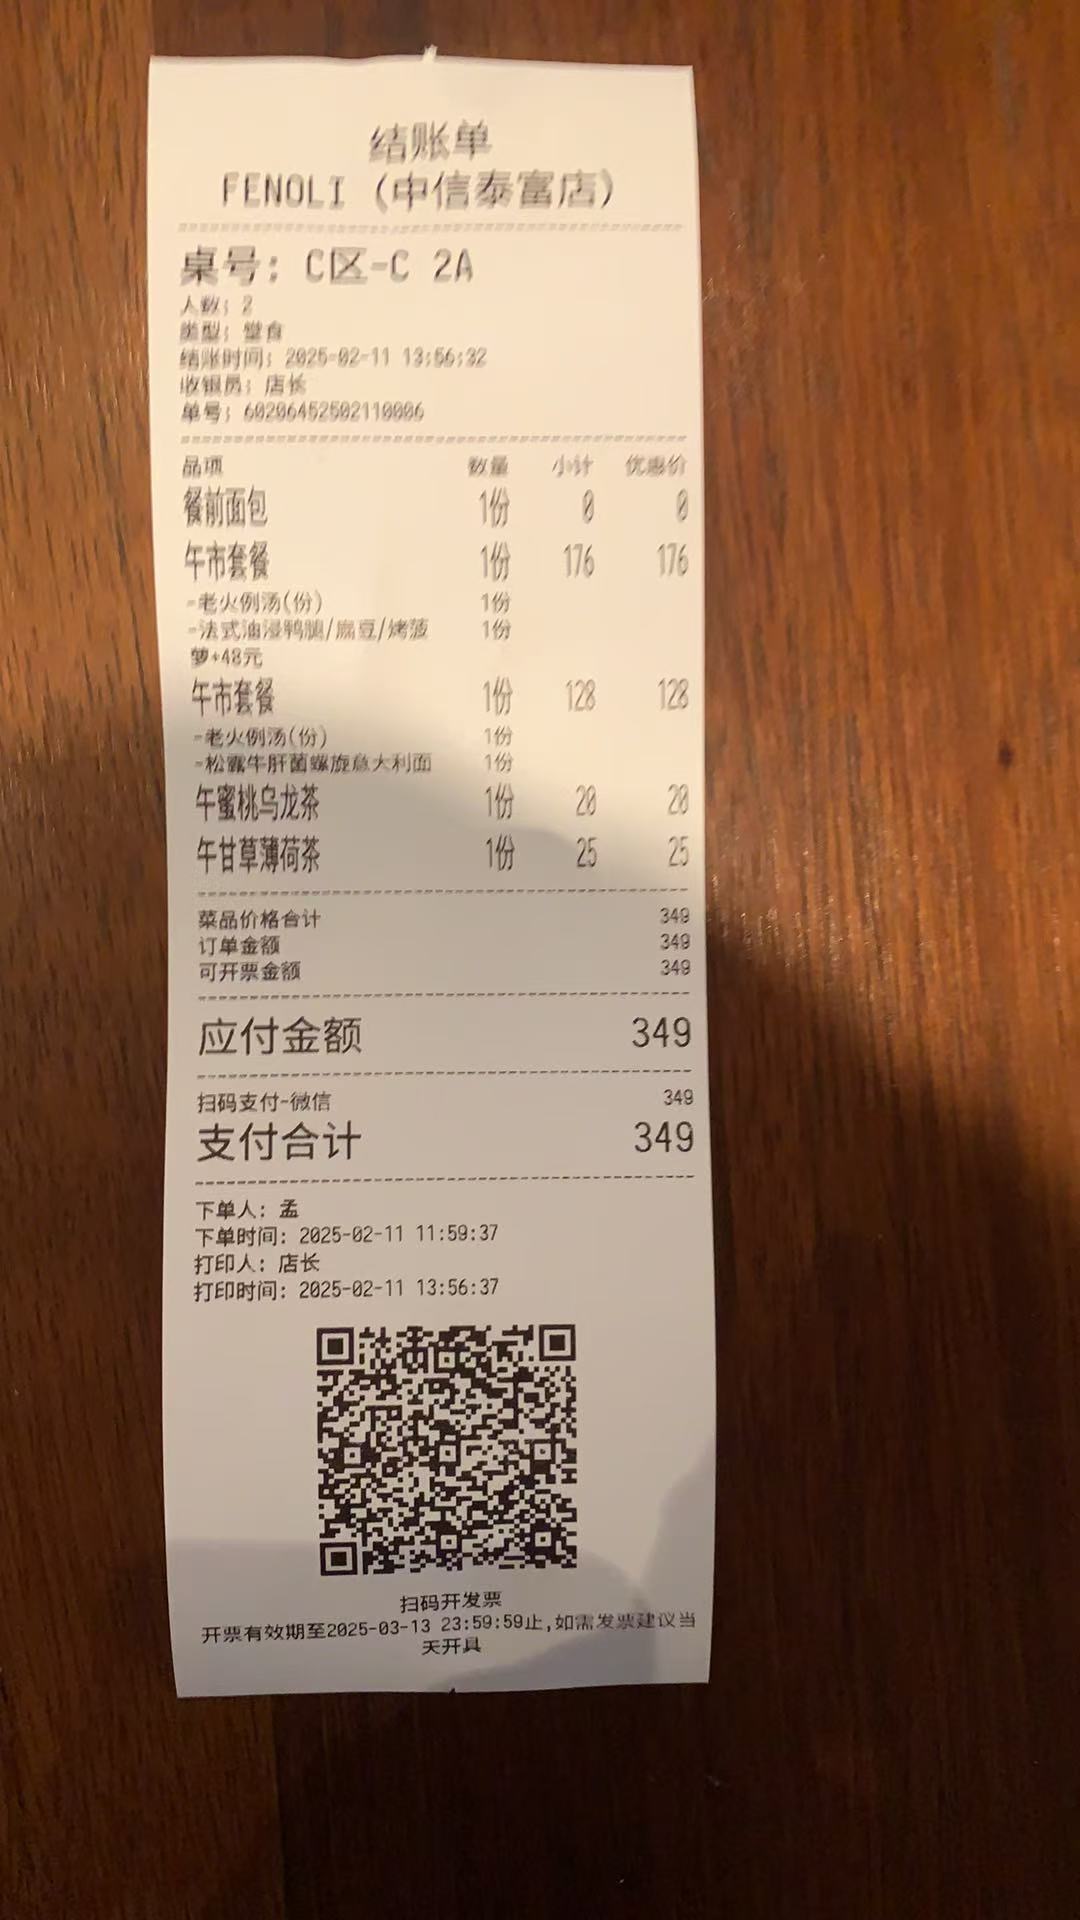 结账单
FENOLI (中信泰富店)
桌号: C区-C 2A
人数: 2
类型: 堂食
结账时间: 2025-02-11 13:56:32
收银员: 店长
单号: 60206452502110006
品项 数量 小计 优惠价
餐前面包 1份 0 0
午市套餐 1份 176 176
-老火例汤(份) 1份
-法式油浸鸭腿/扁豆/烤菠 1份
萝+48元
午市套餐 1份 128 128
-老火例汤(份) 1份
-松露牛肝菌螺旋意大利面 1份
午蜜桃乌龙茶 1份 20 20
午甘草薄荷茶 1份 25 25
菜品价格合计 349
订单金额 349
可开票金额 349
应付金额 349
扫码支付-微信 349
支付合计 349
下单人: 孟
下单时间: 2025-02-11 11:59:37
打印人: 店长
打印时间: 2025-02-11 13:56:37
扫码开发票
开票有效期至2025-03-13 23:59:59止,如需发票建议当
天开具